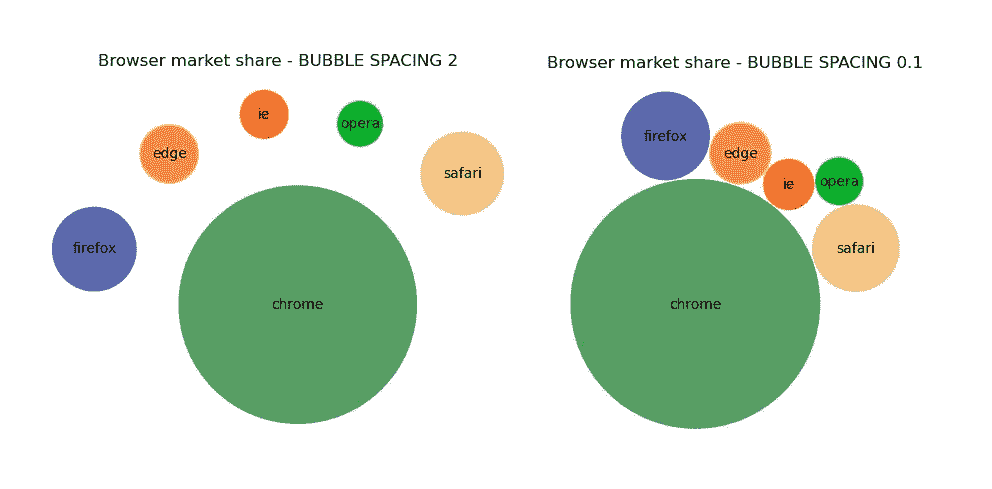 Browser market share - BUBBLE SPACING 2
ie
opera
edge
safari
firefox
chrome
Browser market share - BUBBLE SPACING 0.1
firefox
edge
ie
opera
safari
chrome